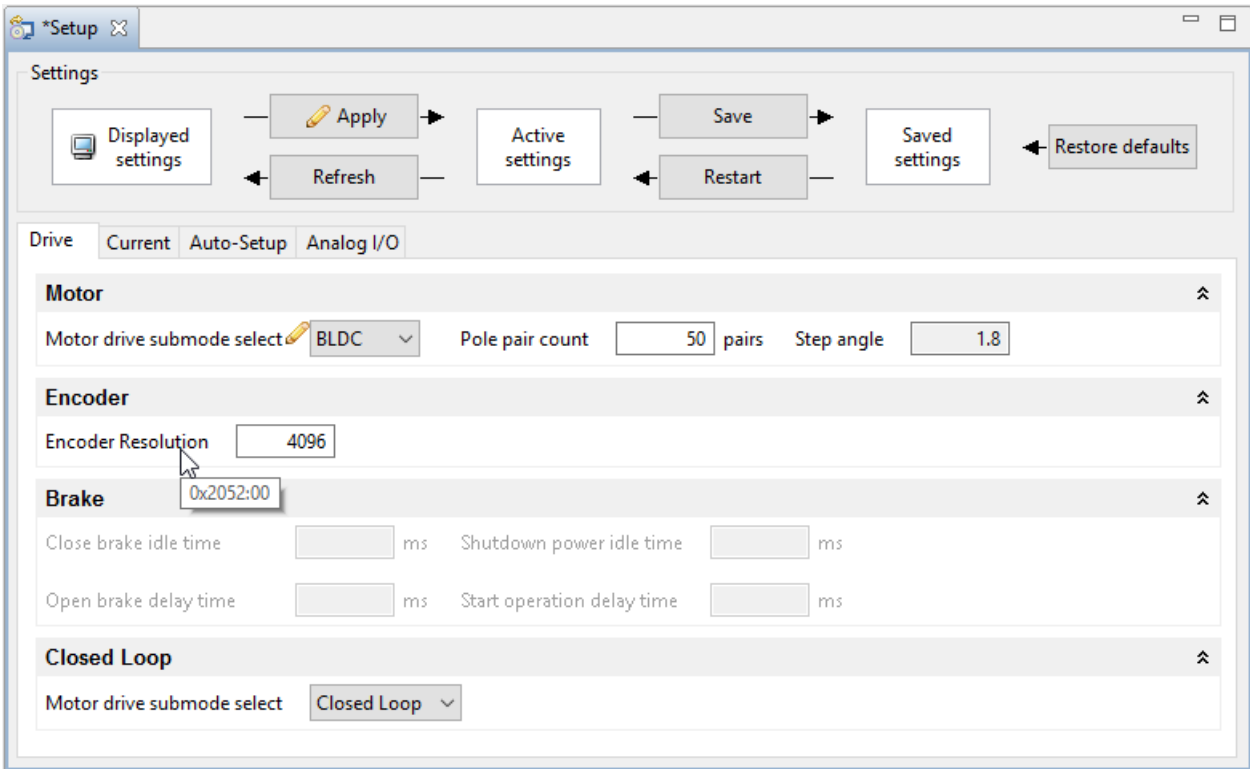 *Setup
Settings
Displayed settings
Apply
Refresh
Active settings
Save
Restart
Saved settings
Restore defaults
Drive Current Auto-Setup Analog I/O
Motor
Motor drive submode select BLDC Pole pair count 50 pairs Step angle 1.8
Encoder
Encoder Resolution 4096
0x2052:00
Brake
Close brake idle time ms Shutdown power idle time ms
Open brake delay time ms Start operation delay time ms
Closed Loop
Motor drive submode select Closed Loop